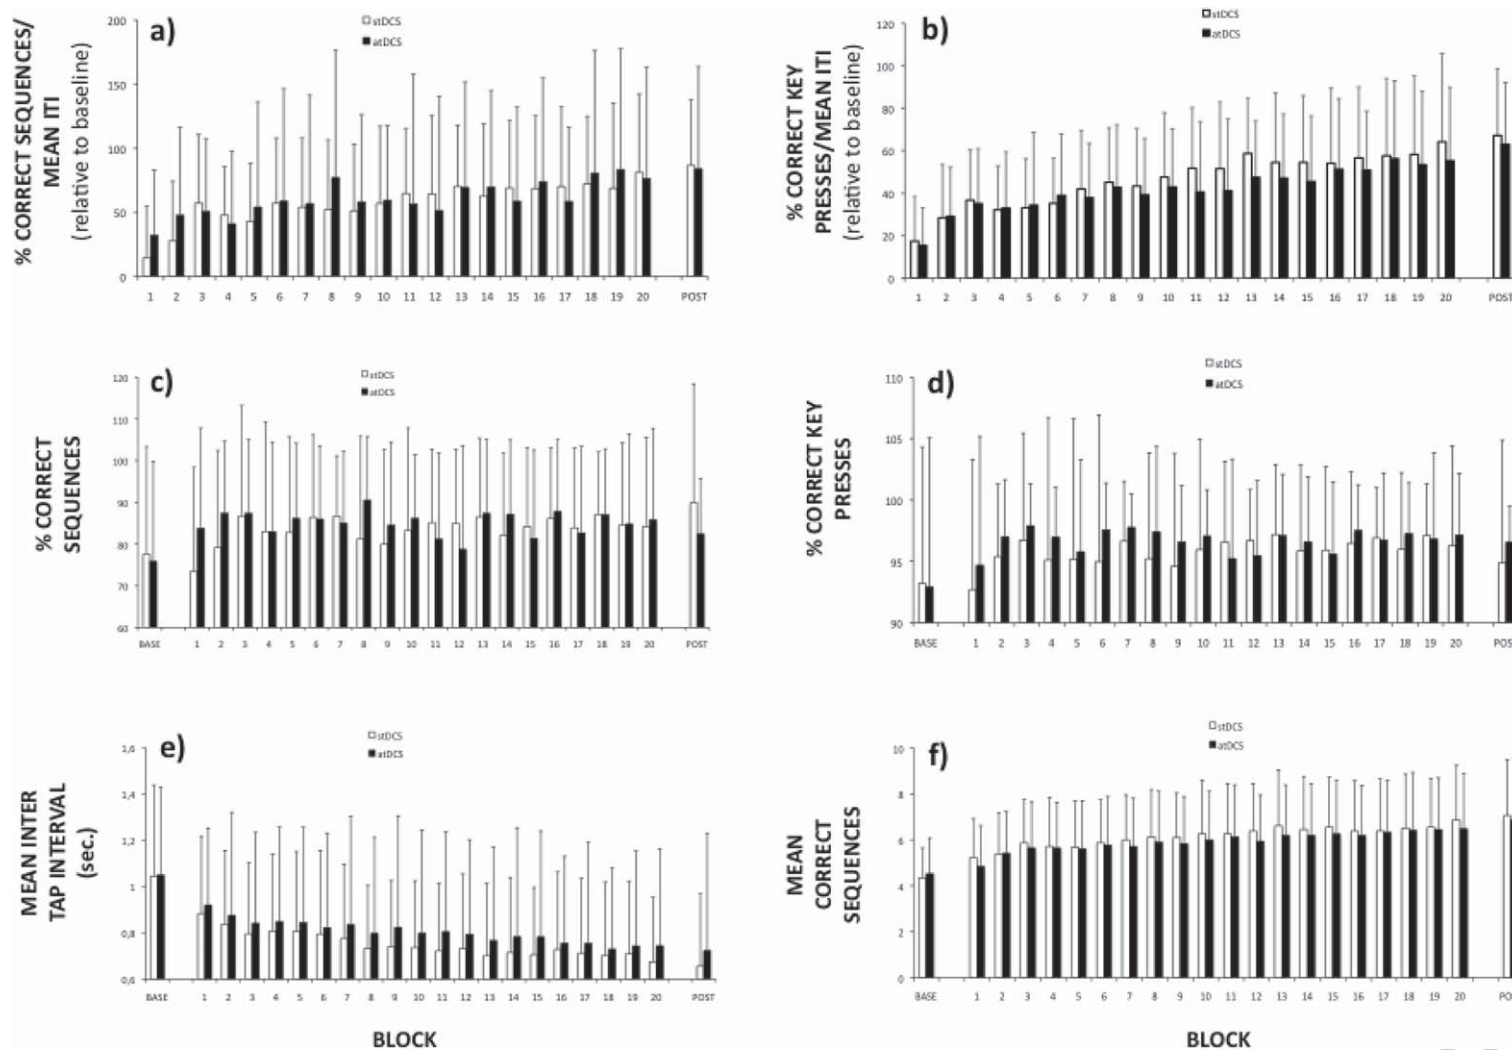 a)
□stDCS
■atDCS
% CORRECT SEQUENCES/
MEAN ITI
(relative to baseline)
200
150
100
50
0
1 2 3 4 5 6 7 8 9 10 11 12 13 14 15 16 17 18 19 20 POST
b)
□stDCS
■atDCS
% CORRECT KEY
PRESSES/MEAN ITI
(relative to baseline)
120
100
80
60
40
20
0
1 2 3 4 5 6 7 8 9 10 11 12 13 14 15 16 17 18 19 20 POST
c)
□stDCS
■atDCS
% CORRECT
SEQUENCES
120
110
100
90
80
70
60
BASE 1 2 3 4 5 6 7 8 9 10 11 12 13 14 15 16 17 18 19 20 POST
d)
□stDCS
■atDCS
% CORRECT KEY
PRESSES
110
105
100
95
90
BASE 1 2 3 4 5 6 7 8 9 10 11 12 13 14 15 16 17 18 19 20 POS
e)
□stDCS
■atDCS
MEAN INTER
TAP INTERVAL
(sec.)
1,6
1,4
1,2
1
0,8
0,6
BASE 1 2 3 4 5 6 7 8 9 10 11 12 13 14 15 16 17 18 19 20 POST
BLOCK
f)
□stDCS
■atDCS
MEAN
CORRECT
SEQUENCES
10
8
6
4
2
0
BASE 1 2 3 4 5 6 7 8 9 10 11 12 13 14 15 16 17 18 19 20 PO
BLOCK